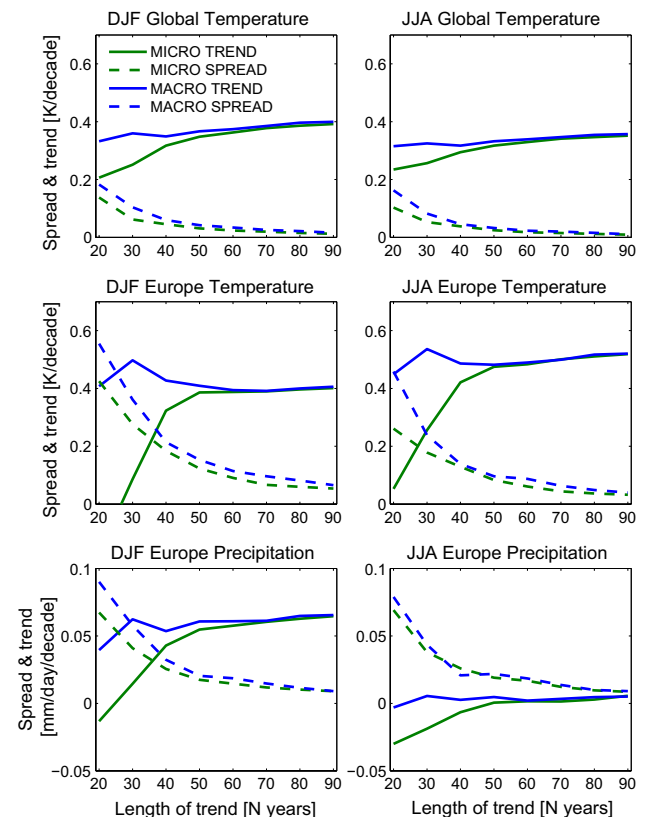 DJF Global Temperature
JJA Global Temperature
Spread & trend [K/decade]
0.6
0.4
0.2
0
MICRO TREND
MICRO SPREAD
MACRO TREND
MACRO SPREAD
20 30 40 50 60 70 80 90
0.6
0.4
0.2
0
20 30 40 50 60 70 80 90
DJF Europe Temperature
JJA Europe Temperature
Spread & trend [K/decade]
0.6
0.4
0.2
0
20 30 40 50 60 70 80 90
0.6
0.4
0.2
0
20 30 40 50 60 70 80 90
DJF Europe Precipitation
JJA Europe Precipitation
Spread & trend
[mm/day/decade]
0.1
0.05
0
−0.05
20 30 40 50 60 70 80 90
Length of trend [N years]
0.1
0.05
0
−0.05
20 30 40 50 60 70 80 90
Length of trend [N years]